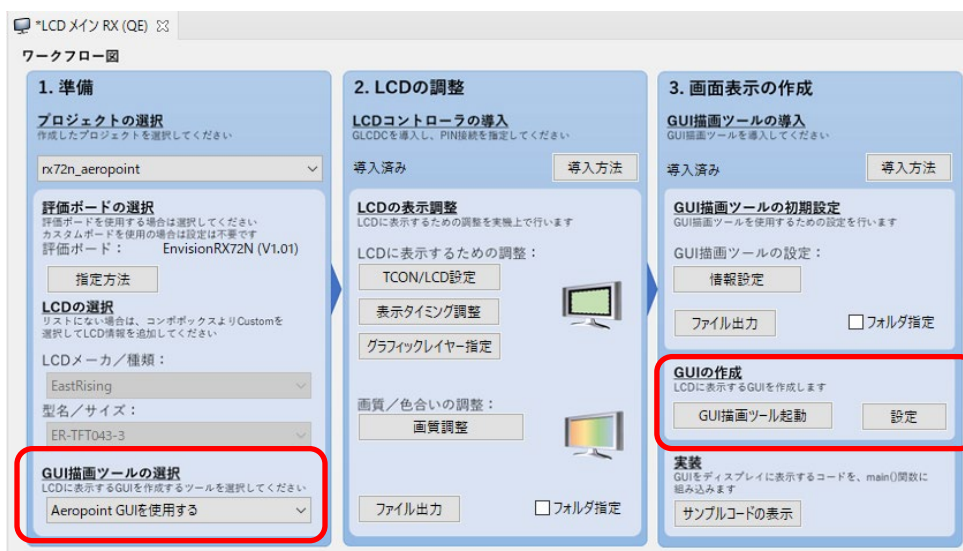 *LCD メイン RX (QE)
ワークフロー図
1. 準備
プロジェクトの選択
作成したプロジェクトを選択してください
rx72n_aeropoint
評価ボードの選択
評価ボードを使用する場合は選択してください
カスタムボードを使用の場合は設定は不要です
評価ボード： EnvisionRX72N (V1.01)
指定方法
LCDの選択
リストにない場合は、コンボボックスよりCustomを
選択してLCD情報を追加してください
LCDメーカ／種類：
EastRising
型名／サイズ：
ER-TFT043-3
GUI描画ツールの選択
LCDに表示するGUIを作成するツールを選択してください
Aeropoint GUIを使用する
2. LCDの調整
LCDコントローラの導入
GLCDCを導入し、PIN接続を指定してください
導入済み 導入方法
LCDの表示調整
LCDに表示するための調整を実機上で行います
LCDに表示するための調整：
TCON/LCD設定
表示タイミング調整
グラフィックレイヤー指定
画質／色合いの調整：
画質調整
ファイル出力 フォルダ指定
3. 画面表示の作成
GUI描画ツールの導入
GUI描画ツールを導入してください
導入済み 導入方法
GUI描画ツールの初期設定
GUI描画ツールを使用するための設定を行います
GUI描画ツールの設定：
情報設定
ファイル出力 フォルダ指定
GUIの作成
LCDに表示するGUIを作成します
GUI描画ツール起動 設定
実装
GUIをディスプレイに表示するコードを、main()関数に
組み込みます
サンプルコードの表示